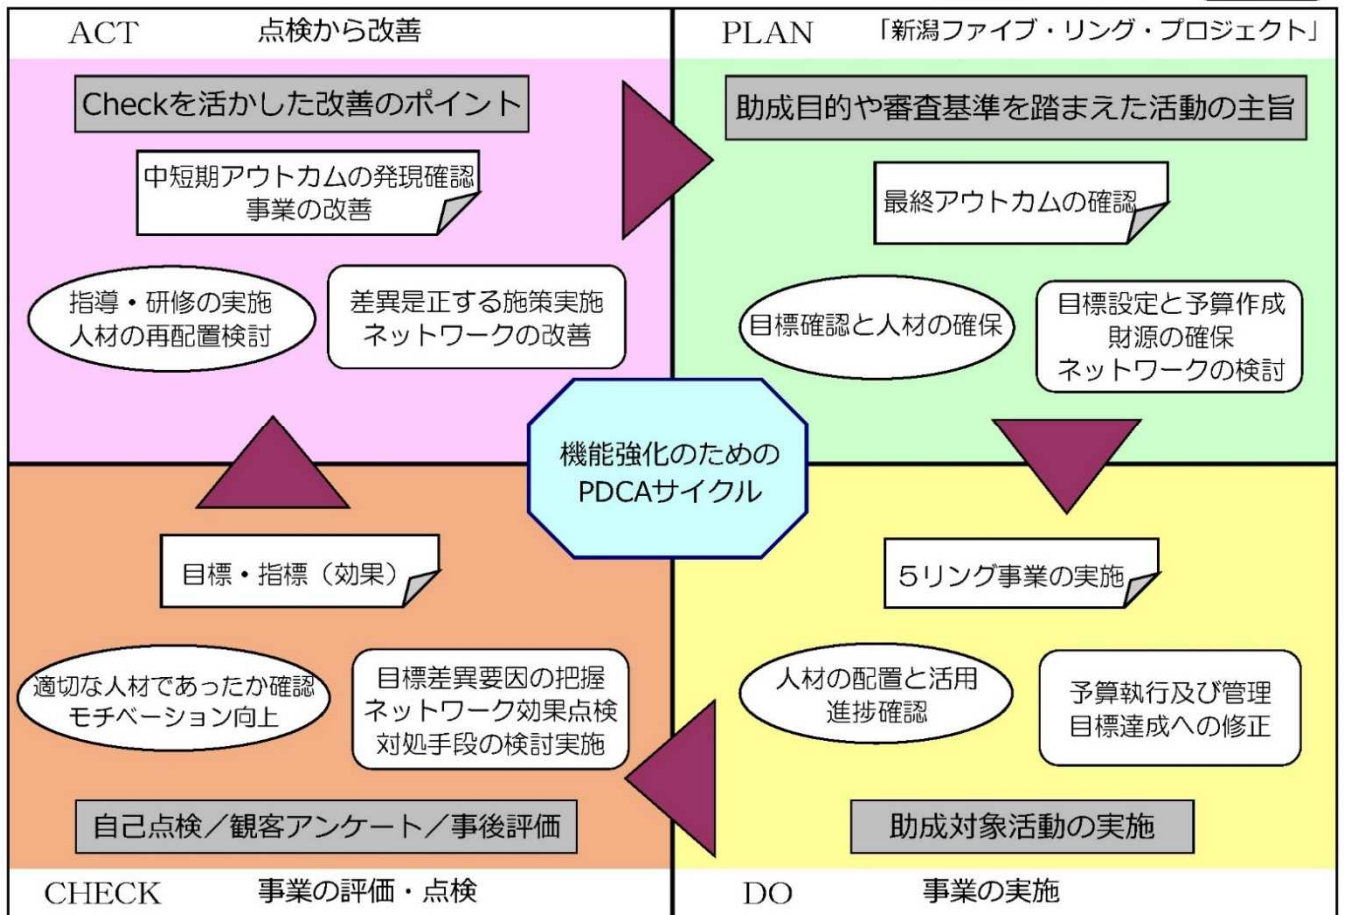 ACT 点検から改善
Checkを活かした改善のポイント
中短期アウトカムの発現確認
事業の改善
指導・研修の実施
人材の再配置検討
差異是正する施策実施
ネットワークの改善
PLAN 「新潟ファイブ・リング・プロジェクト」
助成目的や審査基準を踏まえた活動の主旨
最終アウトカムの確認
目標確認と人材の確保
目標設定と予算作成
財源の確保
ネットワークの検討
機能強化のための
PDCAサイクル
目標・指標（効果）
適切な人材であったか確認
モチベーション向上
目標差異要因の把握
ネットワーク効果点検
対処手段の検討実施
自己点検／観客アンケート／事後評価
CHECK 事業の評価・点検
５リング事業の実施
人材の配置と活用
進捗確認
予算執行及び管理
目標達成への修正
助成対象活動の実施
DO 事業の実施